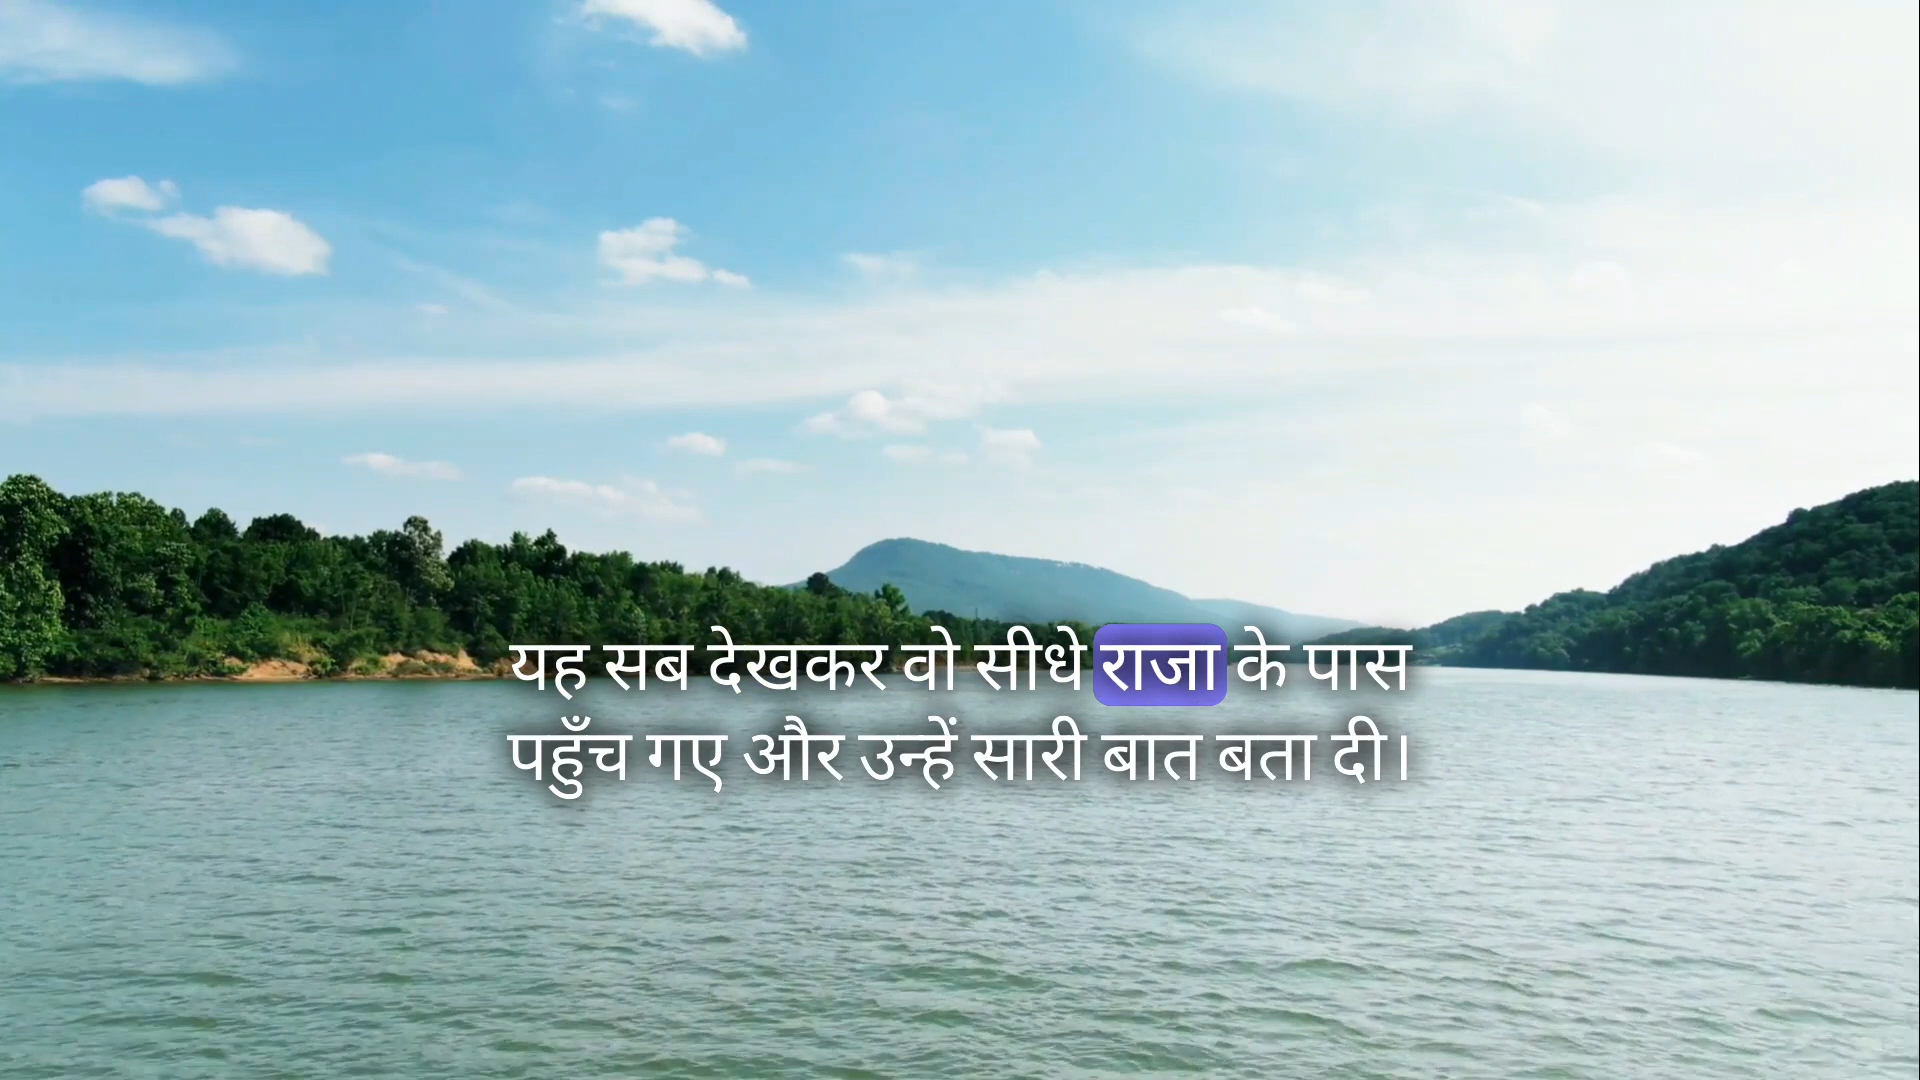 यह सब देखकर वो सीधे राजा के पास
पहुँच गए और उन्हें सारी बात बता दी।